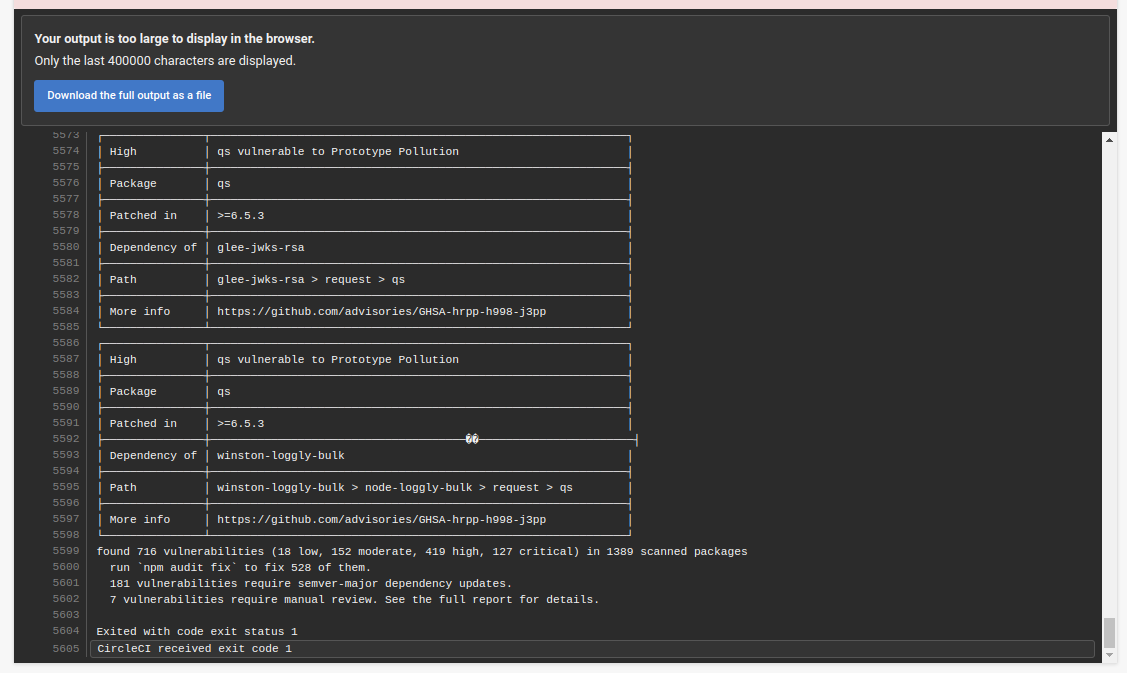 Your output is too large to display in the browser.
Only the last 400000 characters are displayed.
Download the full output as a file
5573
5574 High qs vulnerable to Prototype Pollution
5575
5576 Package qs
5577
5578 Patched in >=6.5.3
5579
5580 Dependency of glee-jwks-rsa
5581
5582 Path glee-jwks-rsa > request > qs
5583
5584 More info https://github.com/advisories/GHSA-hrpp-h998-j3pp
5585
5586
5587 High qs vulnerable to Prototype Pollution
5588
5589 Package qs
5590
5591 Patched in >=6.5.3
5592 ��
5593 Dependency of winston-loggly-bulk
5594
5595 Path winston-loggly-bulk > node-loggly-bulk > request > qs
5596
5597 More info https://github.com/advisories/GHSA-hrpp-h998-j3pp
5598
5599 found 716 vulnerabilities (18 low, 152 moderate, 419 high, 127 critical) in 1389 scanned packages
5600 run `npm audit fix` to fix 528 of them.
5601 181 vulnerabilities require semver-major dependency updates.
5602 7 vulnerabilities require manual review. See the full report for details.
5603
5604 Exited with code exit status 1
5605 CircleCI received exit code 1